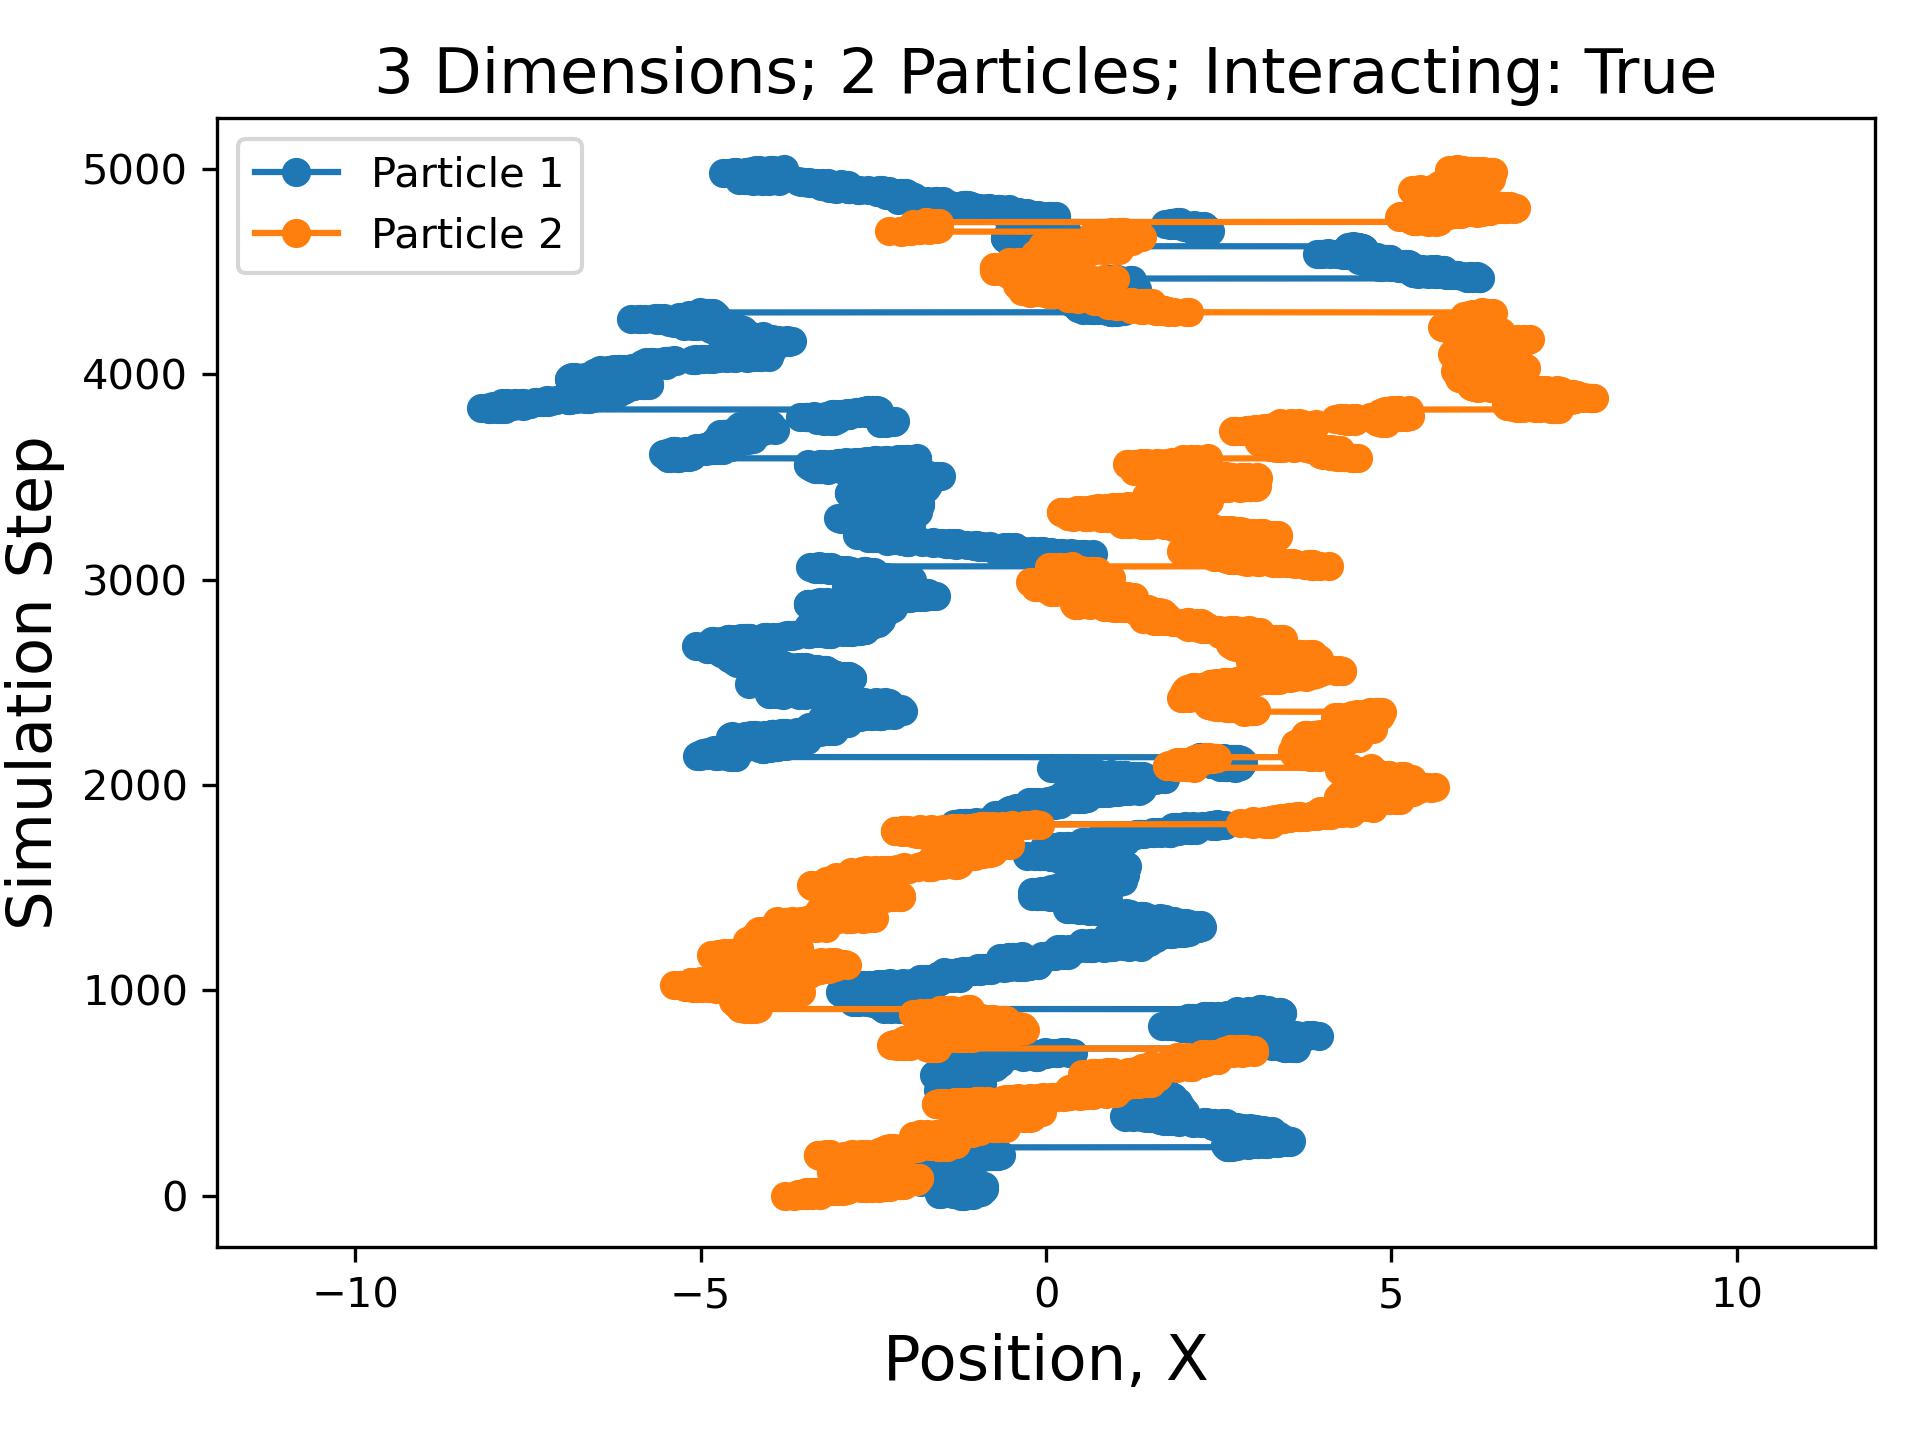 3 Dimensions; 2 Particles; Interacting: True
Particle 1
Particle 2
Simulation Step
5000
4000
3000
2000
1000
0
−10
−5
0
5
10
Position, X